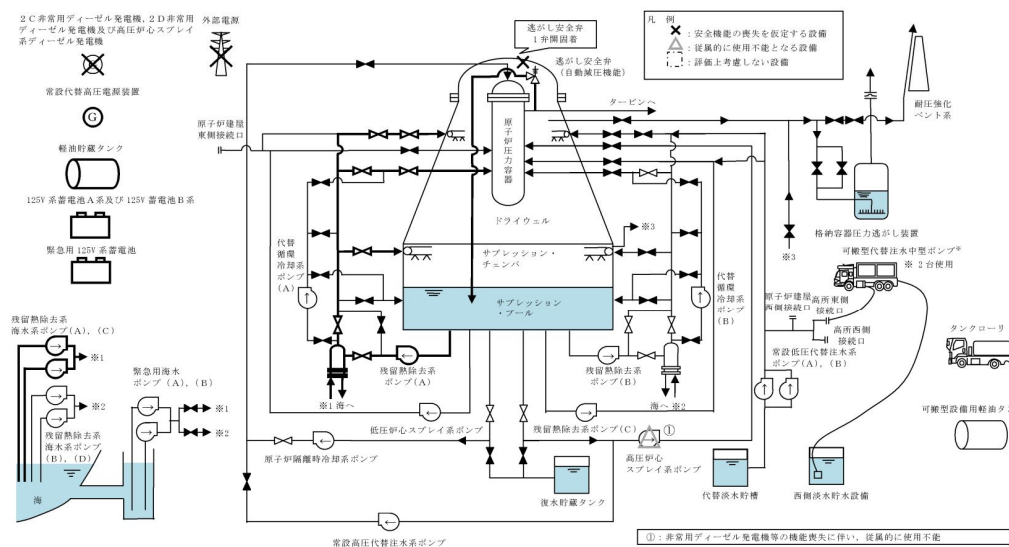 2C非常用ディーゼル発電機,2D非常用
ディーゼル発電機及び高圧炉心スプレイ
系ディーゼル発電機
外部電源
逃がし安全弁
1弁開固着
逃がし安全弁
(自動減圧機能)
凡 例
:安全機能の喪失を仮定する設備
:従属的に使用不能となる設備
:評価上考慮しない設備
常設代替高圧電源装置
G
軽油貯蔵タンク
125V系蓄電池A系及び125V蓄電池B系
緊急用125V系蓄電池
原子炉建屋
東側接続口
タービンへ
原子炉圧力容器
ドライウェル
サプレッション・
チェンバ
サプレッション
・プール
※3
代替
循環
冷却系
ポンプ
(A)
代替
循環
冷却系
ポンプ
(B)
耐圧強化
ベント系
格納容器圧力逃がし装置
※3
可搬型代替注水中型ポンプ※
※ 2台使用
原子炉建屋
西側接続口
高所東側
接続口
高所西側
接続口
常設低圧代替注水系
ポンプ(A),(B)
タンクローリ
可搬型設備用軽油タ
残留熱除去系
海水系ポンプ(A),(C)
※1
※2
残留熱除去系
海水系ポンプ
(B),(D)
緊急用海水
ポンプ(A),(B)
※1
※2
海
残留熱除去系
ポンプ(A)
残留熱除去系
ポンプ(B)
※1
海へ
海へ
※2
低圧炉心スプレイ系ポンプ
残留熱除去系ポンプ(C)
①
原子炉隔離時冷却系ポンプ
高圧炉心
スプレイ系ポンプ
復水貯蔵タンク
代替淡水貯槽
西側淡水貯水設備
常設高圧代替注水系ポンプ
①:非常用ディーゼル発電機等の機能喪失に伴い,従属的に使用不能